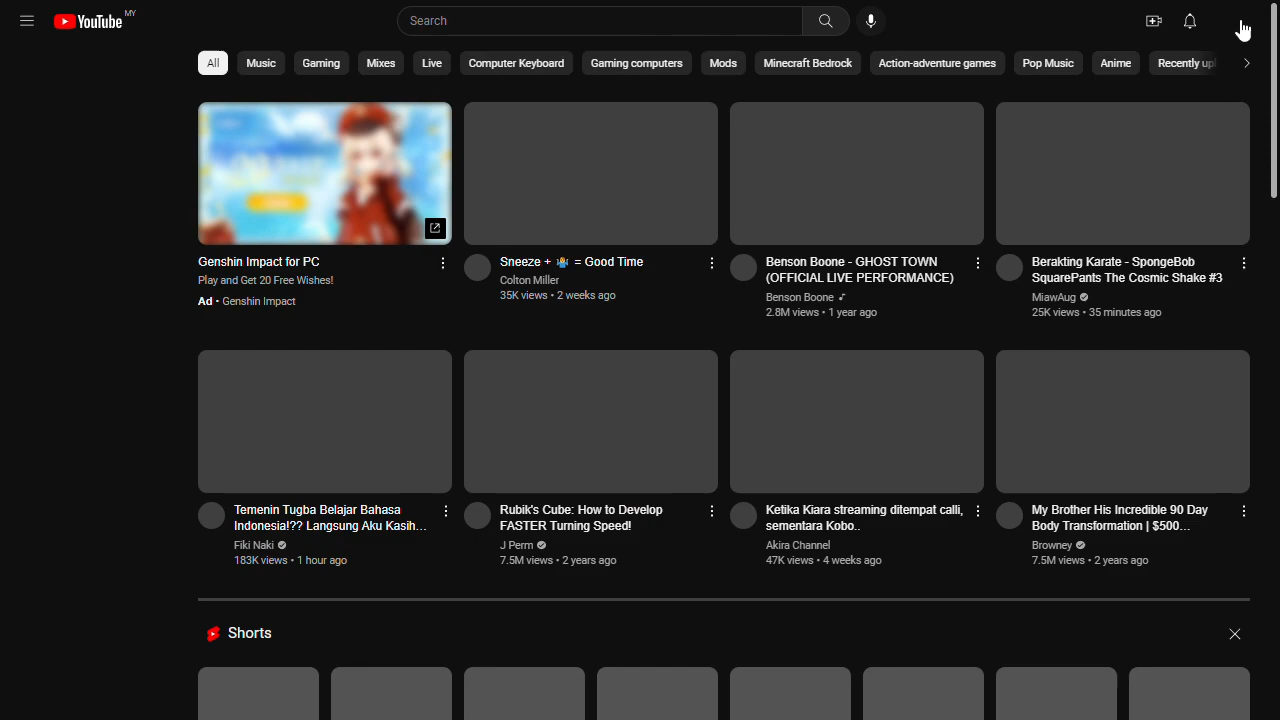 YouTube MY
Search
All Music Gaming Mixes Live Computer Keyboard Gaming computers Mods Minecraft Bedrock Action-adventure games Pop Music Anime Recently
Genshin Impact for PC
Play and Get 20 Free Wishes!
Ad • Genshin Impact
Sneeze + 🤷 = Good Time
Colton Miller
35K views • 2 weeks ago
Benson Boone - GHOST TOWN
(OFFICIAL LIVE PERFORMANCE)
Benson Boone
2.8M views • 1 year ago
Berakting Karate - SpongeBob
SquarePants The Cosmic Shake #3
MiawAug
25K views • 35 minutes ago
Temenin Tugba Belajar Bahasa
Indonesia!?? Langsung Aku Kasih...
Fiki Naki
183K views • 1 hour ago
Rubik's Cube: How to Develop
FASTER Turning Speed!
J Perm
7.5M views • 2 years ago
Ketika Kiara streaming ditempat calli,
sementara Kobo..
Akira Channel
47K views • 4 weeks ago
My Brother His Incredible 90 Day
Body Transformation | $500...
Browney
7.5M views • 2 years ago
Shorts